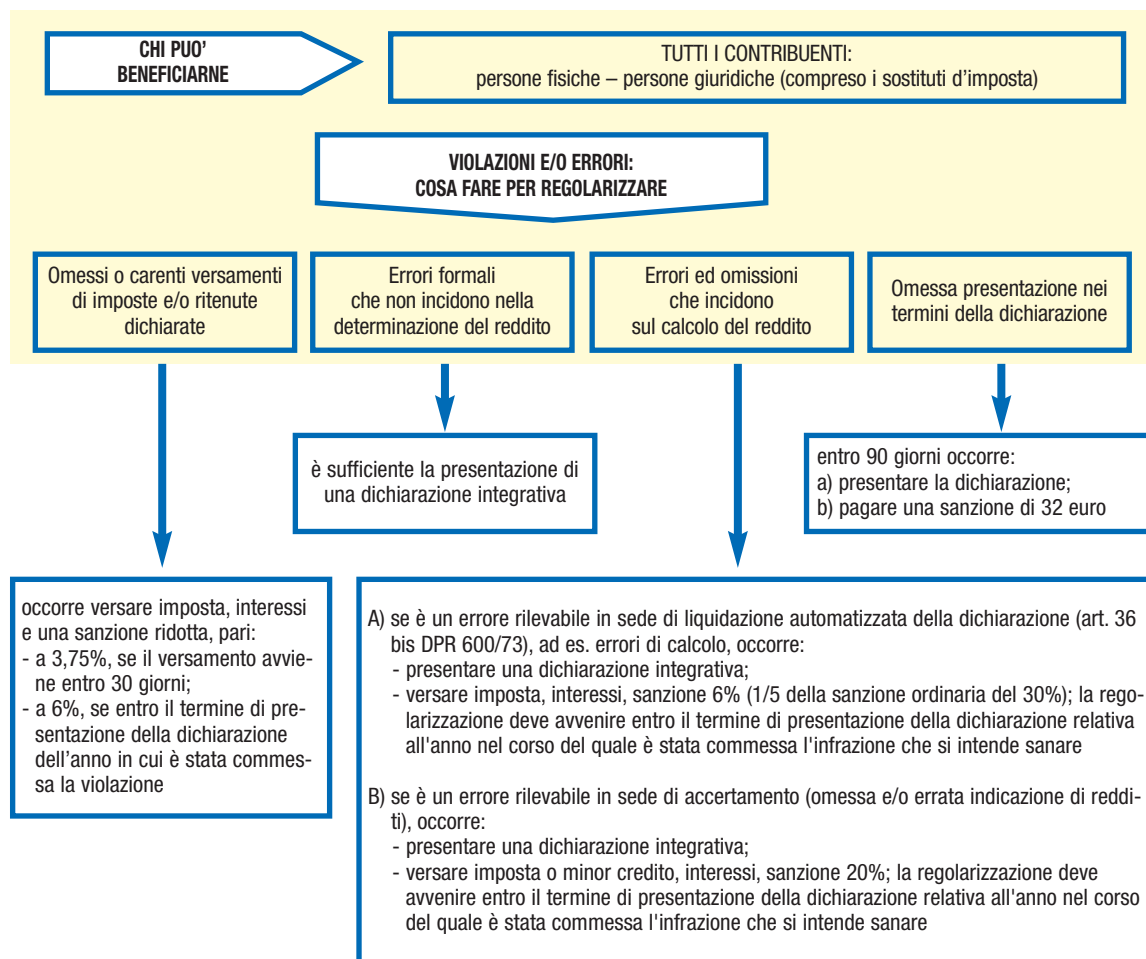 CHI PUO'
BENEFICIARNE
TUTTI I CONTRIBUENTI:
persone fisiche – persone giuridiche (compreso i sostituti d'imposta)
VIOLAZIONI E/O ERRORI:
COSA FARE PER REGOLARIZZARE
Omessi o carenti versamenti
di imposte e/o ritenute
dichiarate
Errori formali
che non incidono nella
determinazione del reddito
Errori ed omissioni
che incidono
sul calcolo del reddito
Omessa presentazione nei
termini della dichiarazione
è sufficiente la presentazione di
una dichiarazione integrativa
entro 90 giorni occorre:
a) presentare la dichiarazione;
b) pagare una sanzione di 32 euro
occorre versare imposta, interessi
e una sanzione ridotta, pari:
- a 3,75%, se il versamento avvie-
ne entro 30 giorni;
- a 6%, se entro il termine di pre-
sentazione della dichiarazione
dell'anno in cui è stata commes-
sa la violazione
A) se è un errore rilevabile in sede di liquidazione automatizzata della dichiarazione (art. 36
bis DPR 600/73), ad es. errori di calcolo, occorre:
- presentare una dichiarazione integrativa;
- versare imposta, interessi, sanzione 6% (1/5 della sanzione ordinaria del 30%); la rego-
larizzazione deve avvenire entro il termine di presentazione della dichiarazione relativa
all'anno nel corso del quale è stata commessa l'infrazione che si intende sanare
B) se è un errore rilevabile in sede di accertamento (omessa e/o errata indicazione di reddi-
ti), occorre:
- presentare una dichiarazione integrativa;
- versare imposta o minor credito, interessi, sanzione 20%; la regolarizzazione deve
avvenire entro il termine di presentazione della dichiarazione relativa all'anno nel corso
del quale è stata commessa l'infrazione che si intende sanare